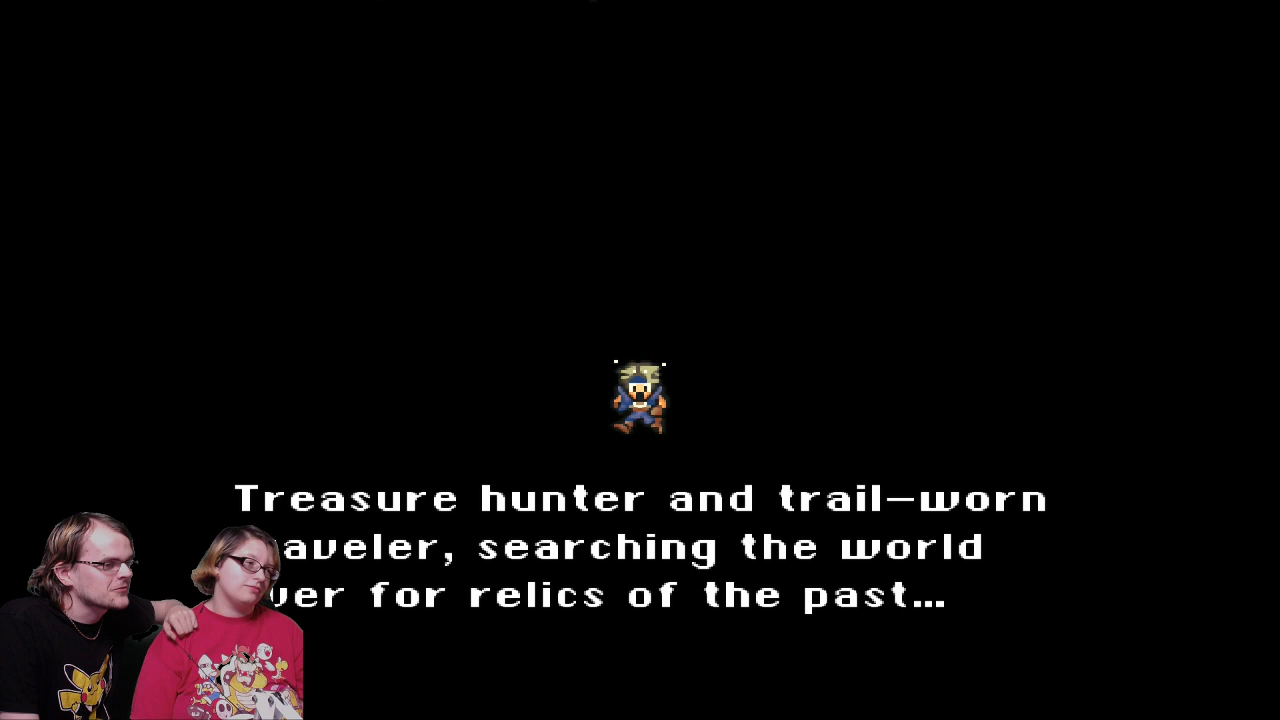 Treasure hunter and trail—worn
aveler, searching the world
ver for relics of the past...